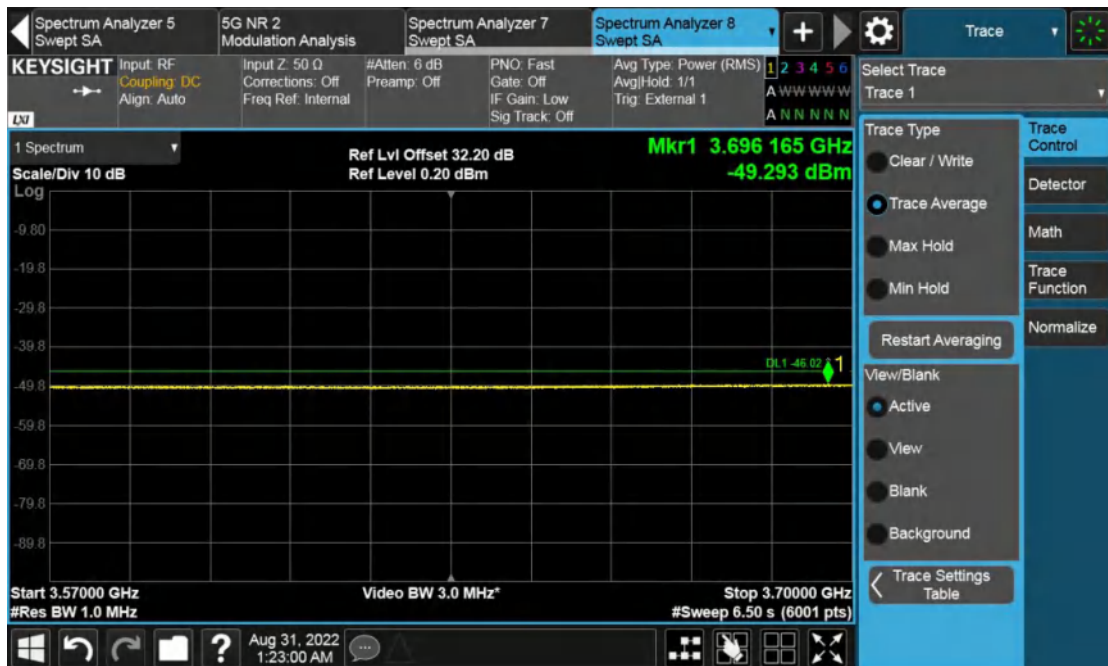 Spectrum Analyzer 5
Swept SA
5G NR 2
Modulation Analysis
Spectrum Analyzer 7
Swept SA
Spectrum Analyzer 8
Swept SA
+
Trace
KEYSIGHT
LXI
Input: RF
Coupling: DC
Align: Auto
Input Z: 50 Ω
Corrections: Off
Freq Ref: Internal
#Atten: 6 dB
Preamp: Off
PNO: Fast
Gate: Off
IF Gain: Low
Sig Track: Off
Avg Type: Power (RMS)
Avg|Hold: 1/1
Trig: External 1
1 2 3 4 5 6
A W W W W W
A N N N N N
Select Trace
Trace 1
1 Spectrum
Scale/Div 10 dB
Log
Ref Lvl Offset 32.20 dB
Ref Level 0.20 dBm
Mkr1 3.696 165 GHz
-49.293 dBm
-9.80
-19.8
-29.8
-39.8
-49.8
-59.8
-69.8
-79.8
-89.8
DL1 -46.02
1
Start 3.57000 GHz
#Res BW 1.0 MHz
Video BW 3.0 MHz*
Stop 3.70000 GHz
#Sweep 6.50 s (6001 pts)
Trace Type
Clear / Write
Trace Average
Max Hold
Min Hold
Restart Averaging
View/Blank
Active
View
Blank
Background
Trace Settings
Table
Trace
Control
Detector
Math
Trace
Function
Normalize
?
Aug 31, 2022
1:23:00 AM